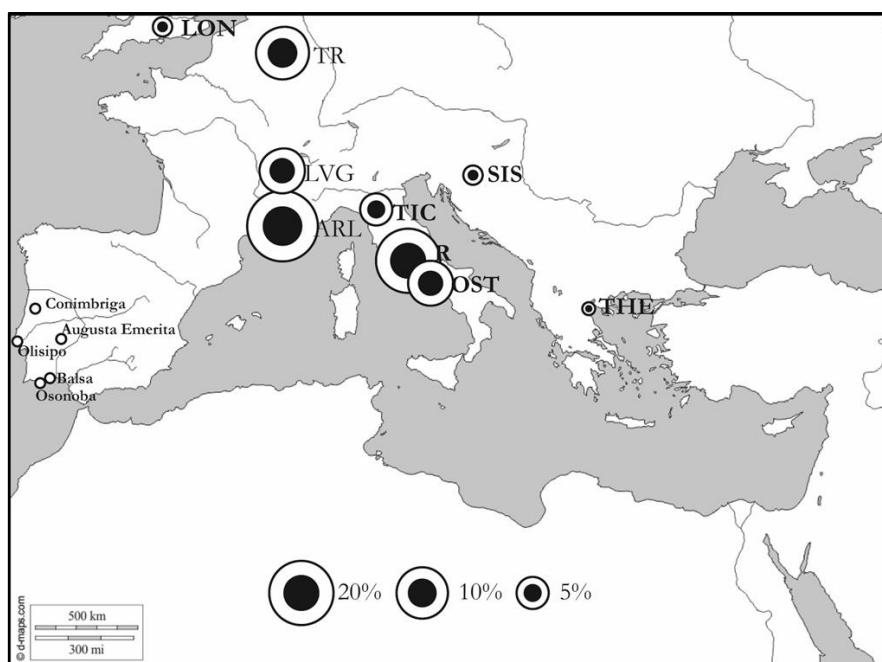 LON
TR
LVG
SIS
TIC
ARL
R
OST
THE
Conimbriga
Augusta Emerita
Olisipo
Balsa
Osonoba
20%
10%
5%
500 km
300 mi
© d-maps.com